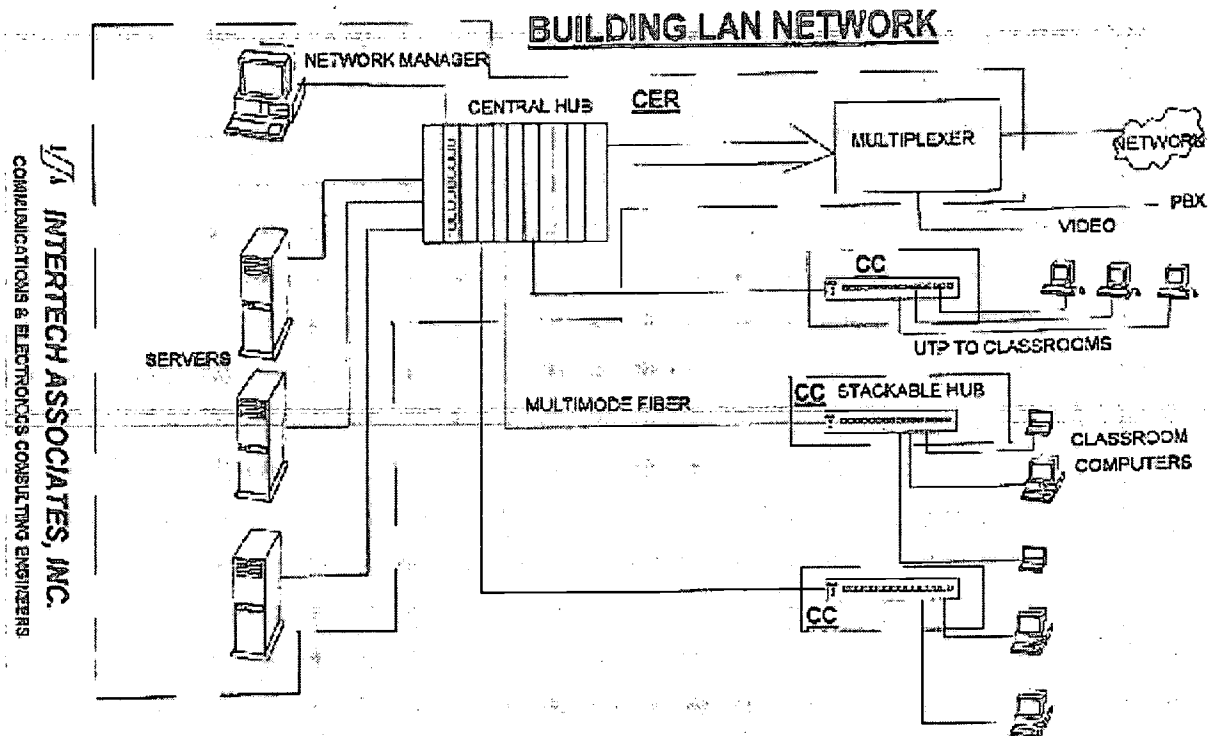 BUILDING LAN NETWORK
NETWORK MANAGER
CENTRAL HUB
CER
MULTIPLEXER
NETWORK
PBX
VIDEO
CC
UTP TO CLASSROOMS
SERVERS
MULTIMODE FIBER
CC STACKABLE HUB
CLASSROOM
COMPUTERS
CC
INTERTECH ASSOCIATES, INC.
COMMUNICATIONS & ELECTRONICS CONSULTING ENGINEERS